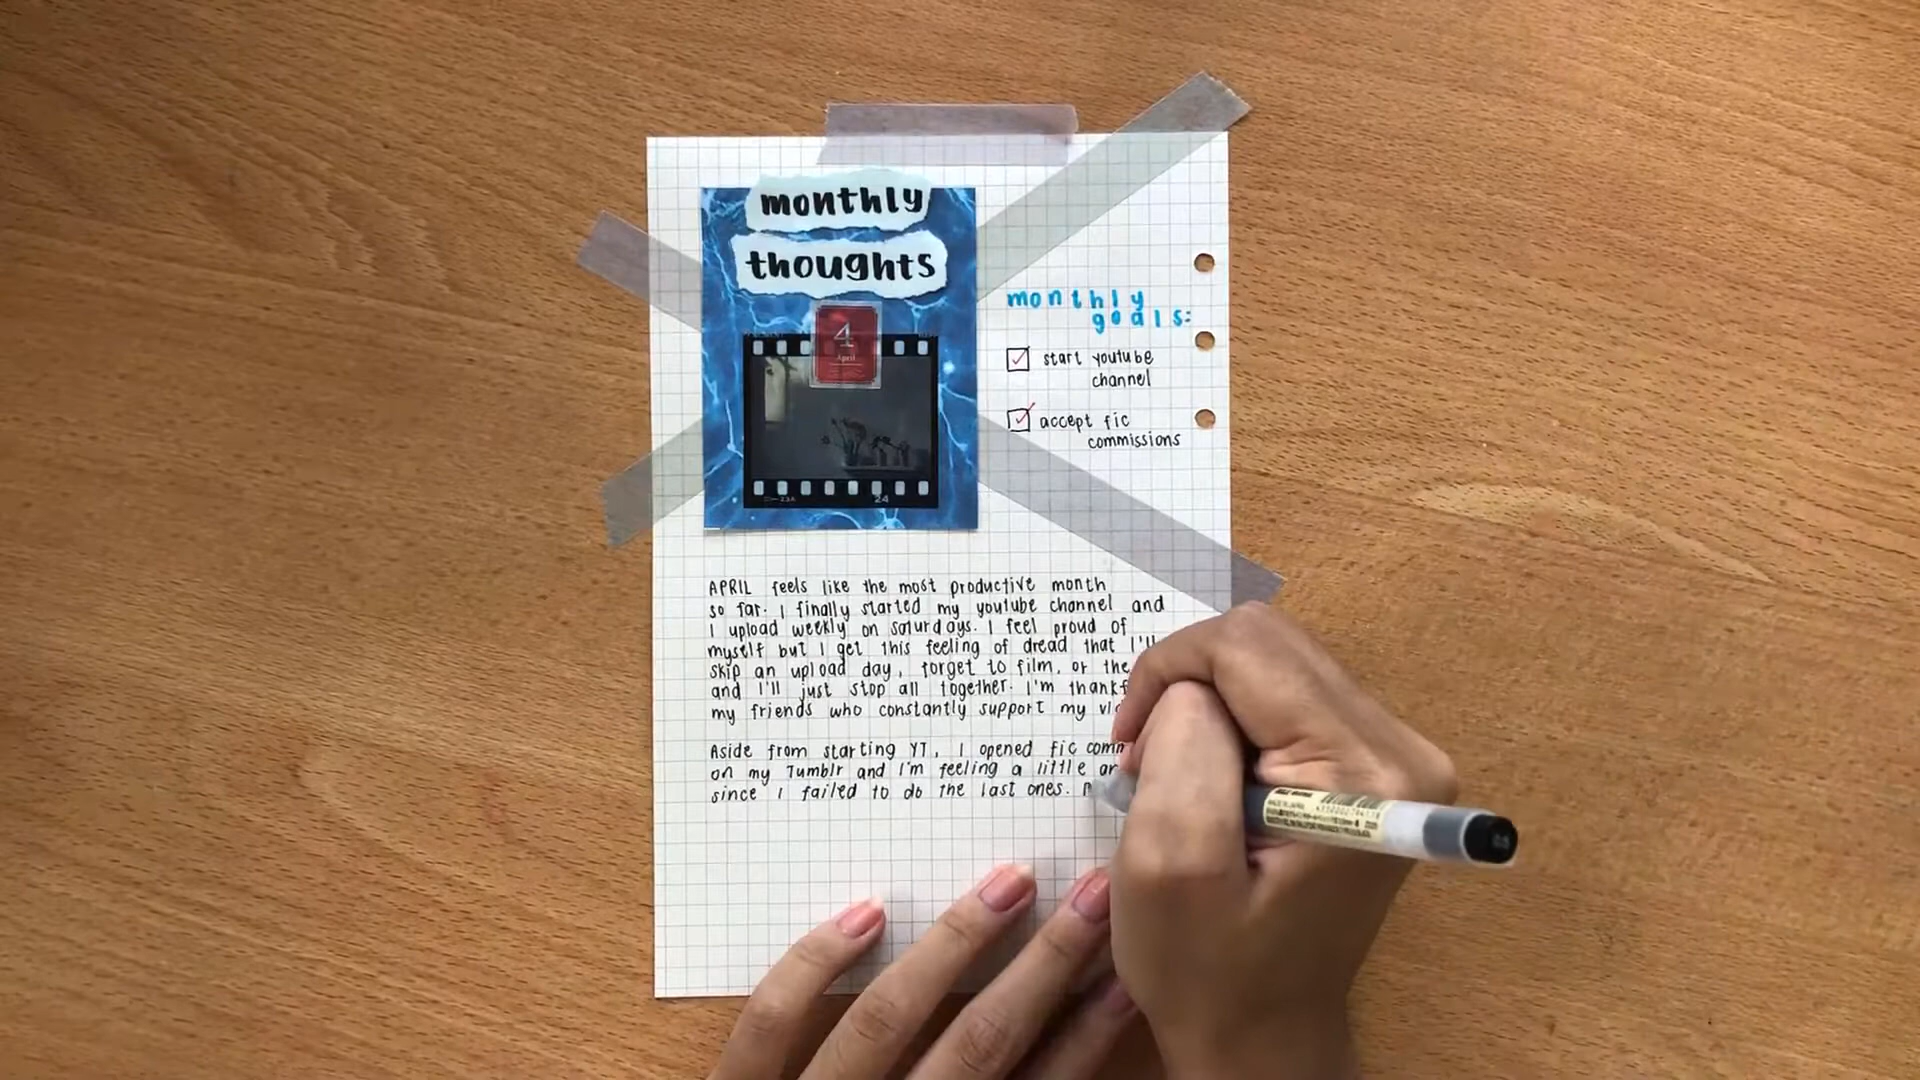 monthly
thoughts
4
April
23A
24
monthly
goals:
start youtube
channel
accept fic
commissions
APRIL feels like the most productive month
so far. I finally started my youtube channel and
I upload weekly on saturdays. I feel proud of
myself but I get this feeling of dread that I'll
skip an upload day, forget to film, or the
and I'll just stop all together. I'm
my friends who constantly support my
Aside from starting YT, I opened fic
on my Tumblr and I'm feeling a little
since I failed to do the last ones.